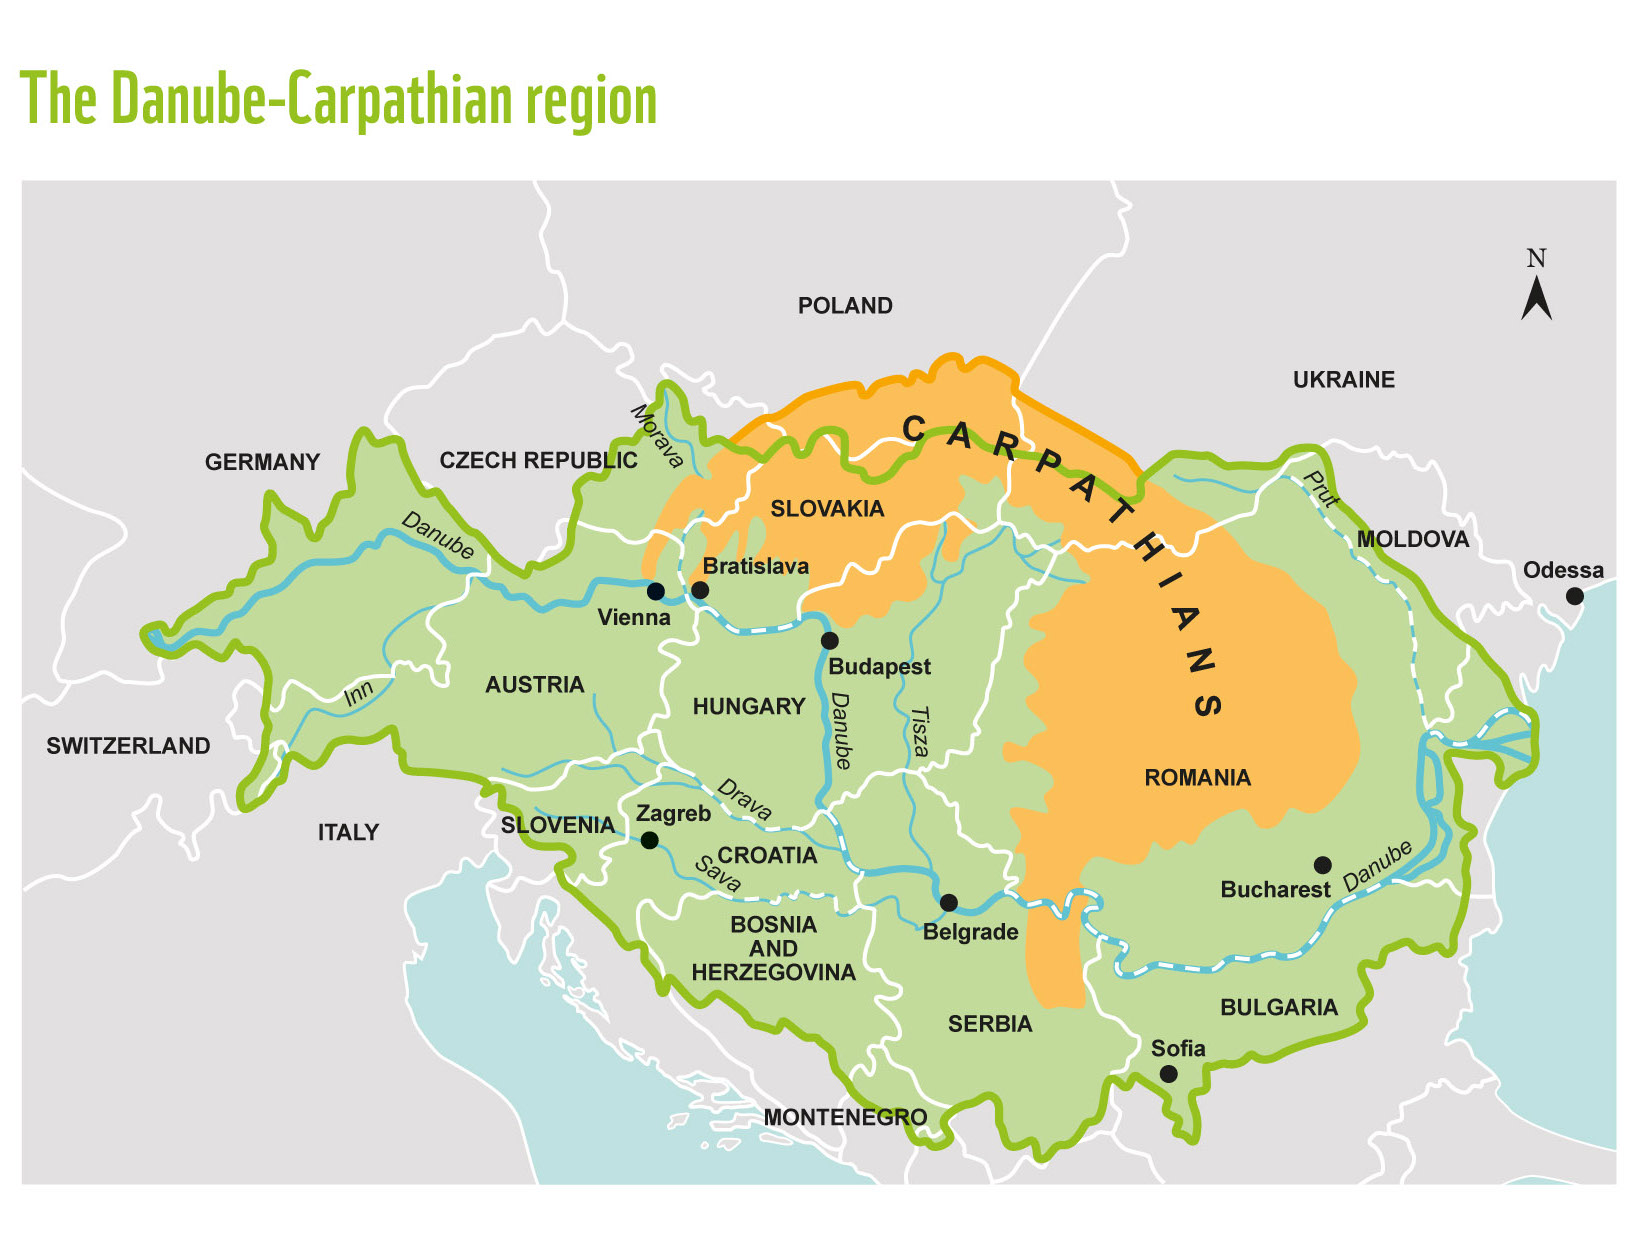 The Danube-Carpathian region
N
POLAND
UKRAINE
CARPATHIANS
Morava
GERMANY
CZECH REPUBLIC
Prut
SLOVAKIA
Danube
MOLDOVA
Bratislava
Odessa
Vienna
Budapest
AUSTRIA
Inn
HUNGARY
Danube
Tisza
SWITZERLAND
ROMANIA
Drava
Zagreb
SLOVENIA
ITALY
CROATIA
Sava
Danube
Bucharest
BOSNIA
AND
HERZEGOVINA
Belgrade
BULGARIA
SERBIA
Sofia
MONTENEGRO